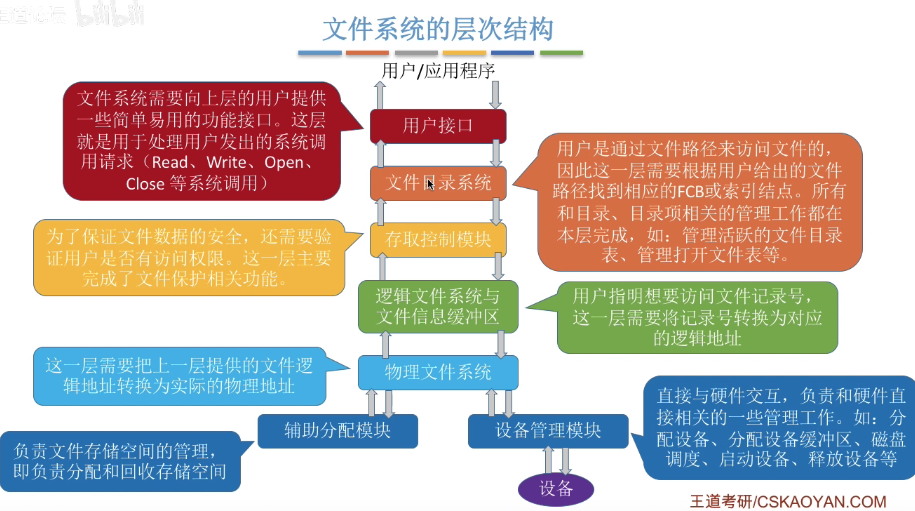 bilibili
文件系统的层次结构
用户/应用程序
文件系统需要向上层的用户提供
一些简单易用的功能接口。这层
就是用于处理用户发出的系统调
用请求（Read、Write、Open、
Close 等系统调用）
用户接口
用户是通过文件路径来访问文件的，
因此这一层需要根据用户给出的文件
路径找到相应的FCB或索引结点。所有
和目录、目录项相关的管理工作都在
本层完成，如：管理活跃的文件目录
表、管理打开文件表等。
文件目录系统
为了保证文件数据的安全，还需要验
证用户是否有访问权限。这一层主要
完成了文件保护相关功能。
存取控制模块
逻辑文件系统与
文件信息缓冲区
用户指明想要访问文件记录号，
这一层需要将记录号转换为对应
的逻辑地址
这一层需要把上一层提供的文件逻
辑地址转换为实际的物理地址
物理文件系统
辅助分配模块
设备管理模块
直接与硬件交互，负责和硬件直
接相关的一些管理工作。如：分
配设备、分配设备缓冲区、磁盘
调度、启动设备、释放设备等
负责文件存储空间的管理，
即负责分配和回收存储空间
设备
王道考研/CSKAOYAN.COM